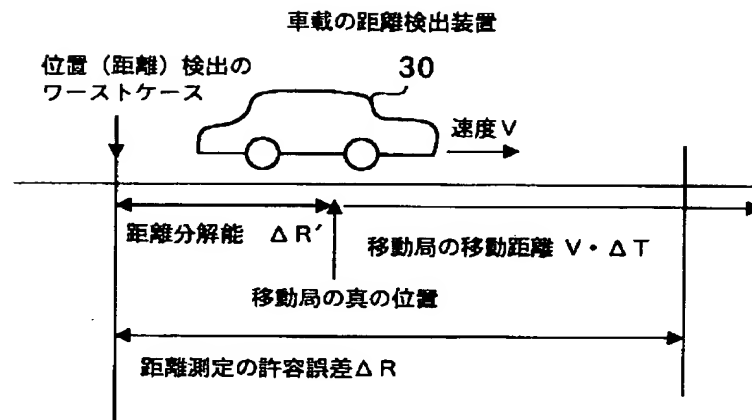 車載の距離検出装置
位置（距離）検出の
ワーストケース
30
速度V
距離分解能 ΔR′
移動局の移動距離 V・ΔT
移動局の真の位置
距離測定の許容誤差ΔR